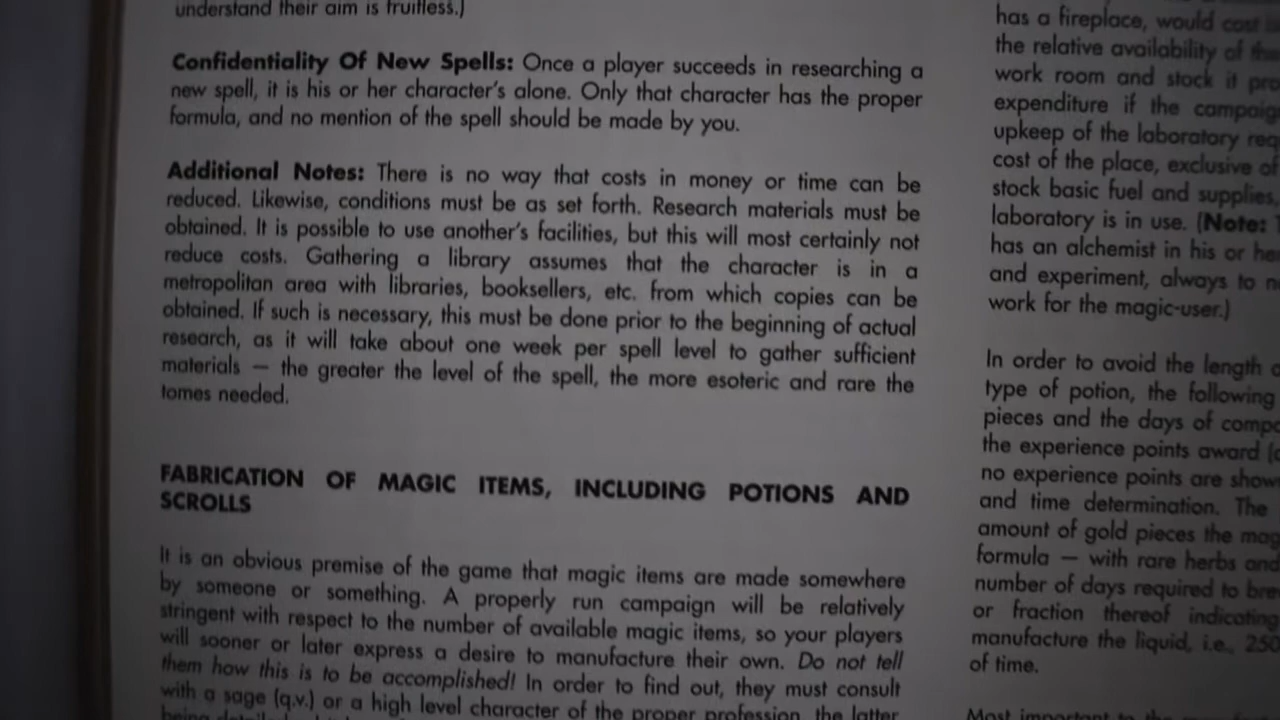 understand their aim is fruitless.)
Confidentiality Of New Spells: Once a player succeeds in researching a
new spell, it is his or her character's alone. Only that character has the proper
formula, and no mention of the spell should be made by you.
Additional Notes: There is no way that costs in money or time can be
reduced. Likewise, conditions must be as set forth. Research materials must be
obtained. It is possible to use another's facilities, but this will most certainly not
reduce costs. Gathering a library assumes that the character is in a
metropolitan area with libraries, booksellers, etc. from which copies can be
obtained. If such is necessary, this must be done prior to the beginning of actual
research, as it will take about one week per spell level to gather sufficient
materials — the greater the level of the spell, the more esoteric and rare the
tomes needed.
FABRICATION OF MAGIC ITEMS, INCLUDING POTIONS AND
SCROLLS
It is an obvious premise of the game that magic items are made somewhere
by someone or something. A properly run campaign will be relatively
stringent with respect to the number of available magic items, so your players
will sooner or later express a desire to manufacture their own. Do not tell
them how this is to be accomplished! In order to find out, they must consult
with a sage (q.v.) or a high level character of the proper profession, the latter
has a fireplace, would cost
the relative availability of
work room and stock it
expenditure if the
upkeep of the laboratory
cost of the place, exclusive of
stock basic fuel and supplies,
laboratory is in use. (Note:
has an alchemist in his or
and experiment, always to
work for the magic-user.)
In order to avoid the length
type of potion, the following
pieces and the days of
the experience points award
no experience points are
and time determination. The
amount of gold pieces the
formula — with rare herbs and
number of days required to
or fraction thereof indicating
manufacture the liquid, i.e.,
of time.
Most important to the